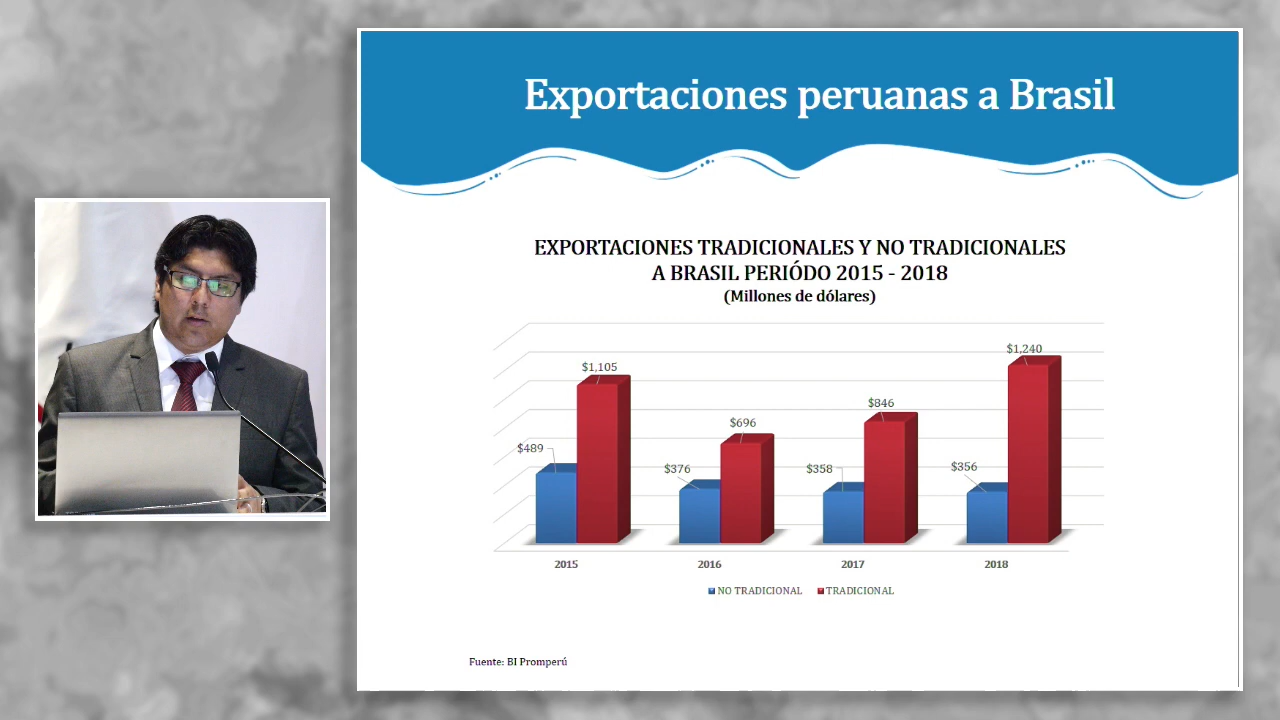 Exportaciones peruanas a Brasil
EXPORTACIONES TRADICIONALES Y NO TRADICIONALES
A BRASIL PERIÓDO 2015 - 2018
(Millones de dólares)
$489
$1,105
$376
$696
$358
$846
$356
$1,240
2015
2016
2017
2018
NO TRADICIONAL
TRADICIONAL
Fuente: BI Promperú